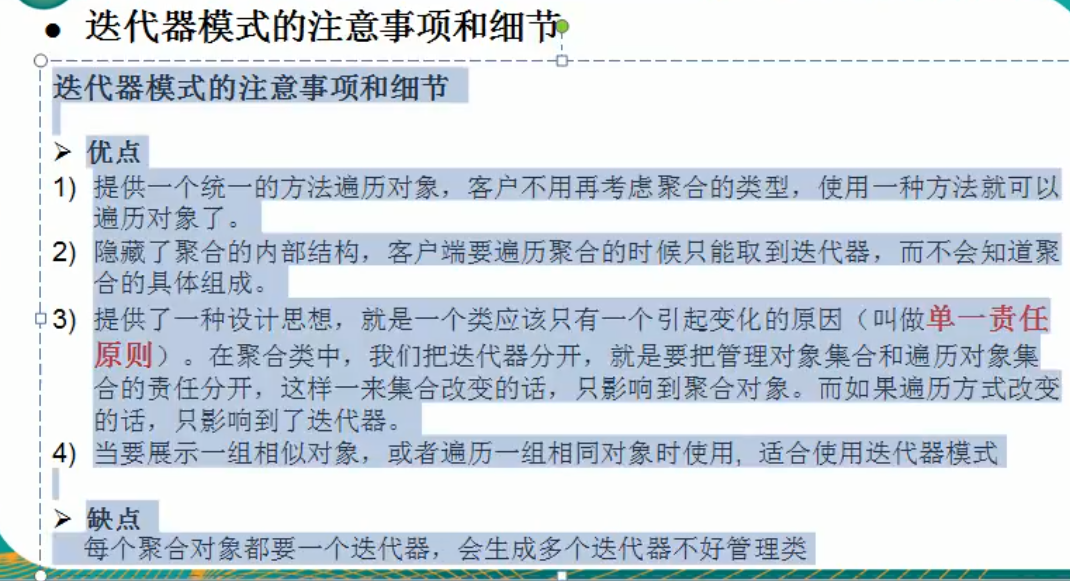 ● 迭代器模式的注意事项和细节
迭代器模式的注意事项和细节
➢ 优点
1) 提供一个统一的方法遍历对象，客户不用再考虑聚合的类型，使用一种方法就可以
遍历对象了。
2) 隐藏了聚合的内部结构，客户端要遍历聚合的时候只能取到迭代器，而不会知道聚
合的具体组成。
3) 提供了一种设计思想，就是一个类应该只有一个引起变化的原因（叫做单一责任
原则）。在聚合类中，我们把迭代器分开，就是要把管理对象集合和遍历对象集
合的责任分开，这样一来集合改变的话，只影响到聚合对象。而如果遍历方式改变
的话，只影响到了迭代器。
4) 当要展示一组相似对象，或者遍历一组相同对象时使用, 适合使用迭代器模式
➢ 缺点
每个聚合对象都要一个迭代器，会生成多个迭代器不好管理类